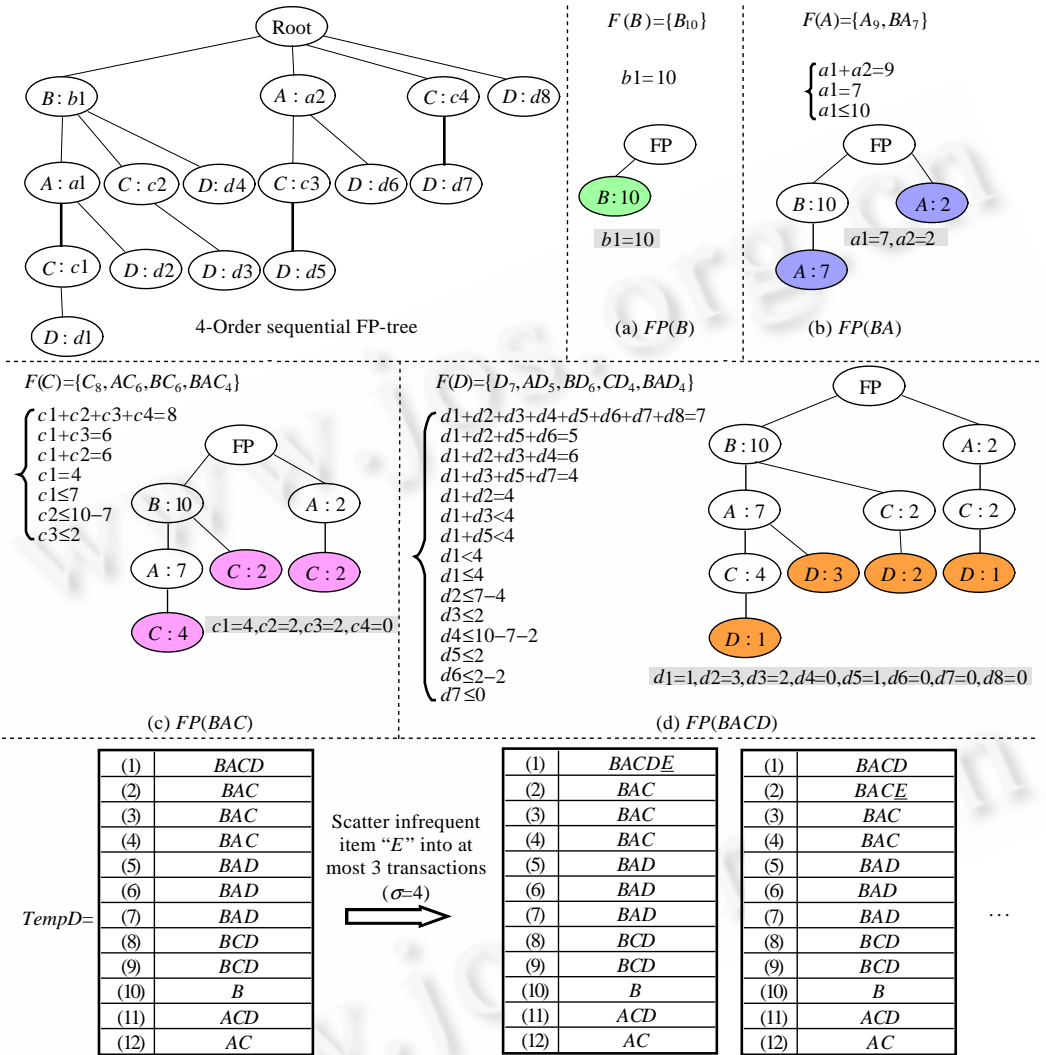 Root
B: b1
A: a2
C: c4
D: d8
A: a1
C: c2
D: d4
C: c3
D: d6
D: d7
C: c1
D: d2
D: d3
D: d5
D: d1
4-Order sequential FP-tree
F(B)={B₁₀}
b1=10
FP
B:10
b1=10
(a) FP(B)
F(A)={A₉, BA₇}
a1+a2=9
a1=7
a1≤10
FP
B:10
A:2
a1=7,a2=2
A:7
(b) FP(BA)
F(C)={C₈, AC₆, BC₆, BAC₄}
c1+c2+c3+c4=8
c1+c3=6
c1+c2=6
c1=4
c1≤7
c2≤10−7
c3≤2
FP
B:10
A:2
A:7
C:2
C:2
C:4
c1=4,c2=2,c3=2,c4=0
(c) FP(BAC)
F(D)={D₇, AD₅, BD₆, CD₄, BAD₄}
d1+d2+d3+d4+d5+d6+d7+d8=7
d1+d2+d5+d6=5
d1+d2+d3+d4=6
d1+d3+d5+d7=4
d1+d2=4
d1+d3<4
d1+d5<4
d1<4
d1≤4
d2≤7−4
d3≤2
d4≤10−7−2
d5≤2
d6≤2−2
d7≤0
FP
B:10
A:2
A:7
C:2
C:2
C:4
D:3
D:2
D:1
D:1
d1=1,d2=3,d3=2,d4=0,d5=1,d6=0,d7=0,d8=0
(d) FP(BACD)
TempD=
(1) BACD
(2) BAC
(3) BAC
(4) BAC
(5) BAD
(6) BAD
(7) BAD
(8) BCD
(9) BCD
(10) B
(11) ACD
(12) AC
Scatter infrequent
item “E” into at
most 3 transactions
(σ=4)
(1) BACDE
(2) BAC
(3) BAC
(4) BAC
(5) BAD
(6) BAD
(7) BAD
(8) BCD
(9) BCD
(10) B
(11) ACD
(12) AC
(1) BACD
(2) BACE
(3) BAC
(4) BAC
(5) BAD
(6) BAD
(7) BAD
(8) BCD
(9) BCD
(10) B
(11) ACD
(12) AC
…
www.jos.org.cn